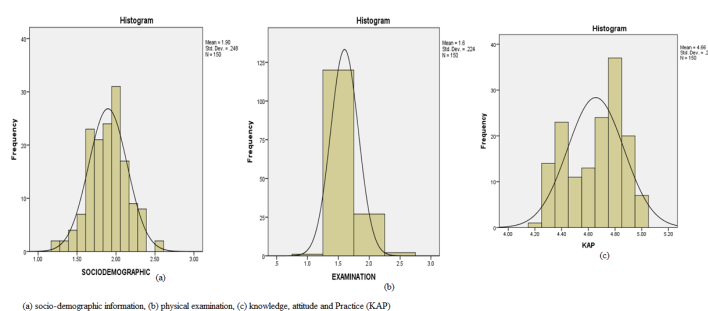 Histogram
Mean = 1.90
Std. Dev. = .248
N = 150
40
30
20
10
0
Frequency
1.00 2.00 3.00
SOCIODEMOGRAPHIC
(a)
Histogram
Mean = 1.6
Std. Dev. = .224
N = 150
125
100
75
50
25
0
Frequency
.5 1.0 1.5 2.0 2.5 3.0
EXAMINATION
(b)
Histogram
Mean = 4.66
Std. Dev. = .2
N = 150
40
30
20
10
0
Frequency
4.00 4.20 4.40 4.60 4.80 5.00 5.20
KAP
(c)
(a) socio-demographic information, (b) physical examination, (c) knowledge, attitude and Practice (KAP)